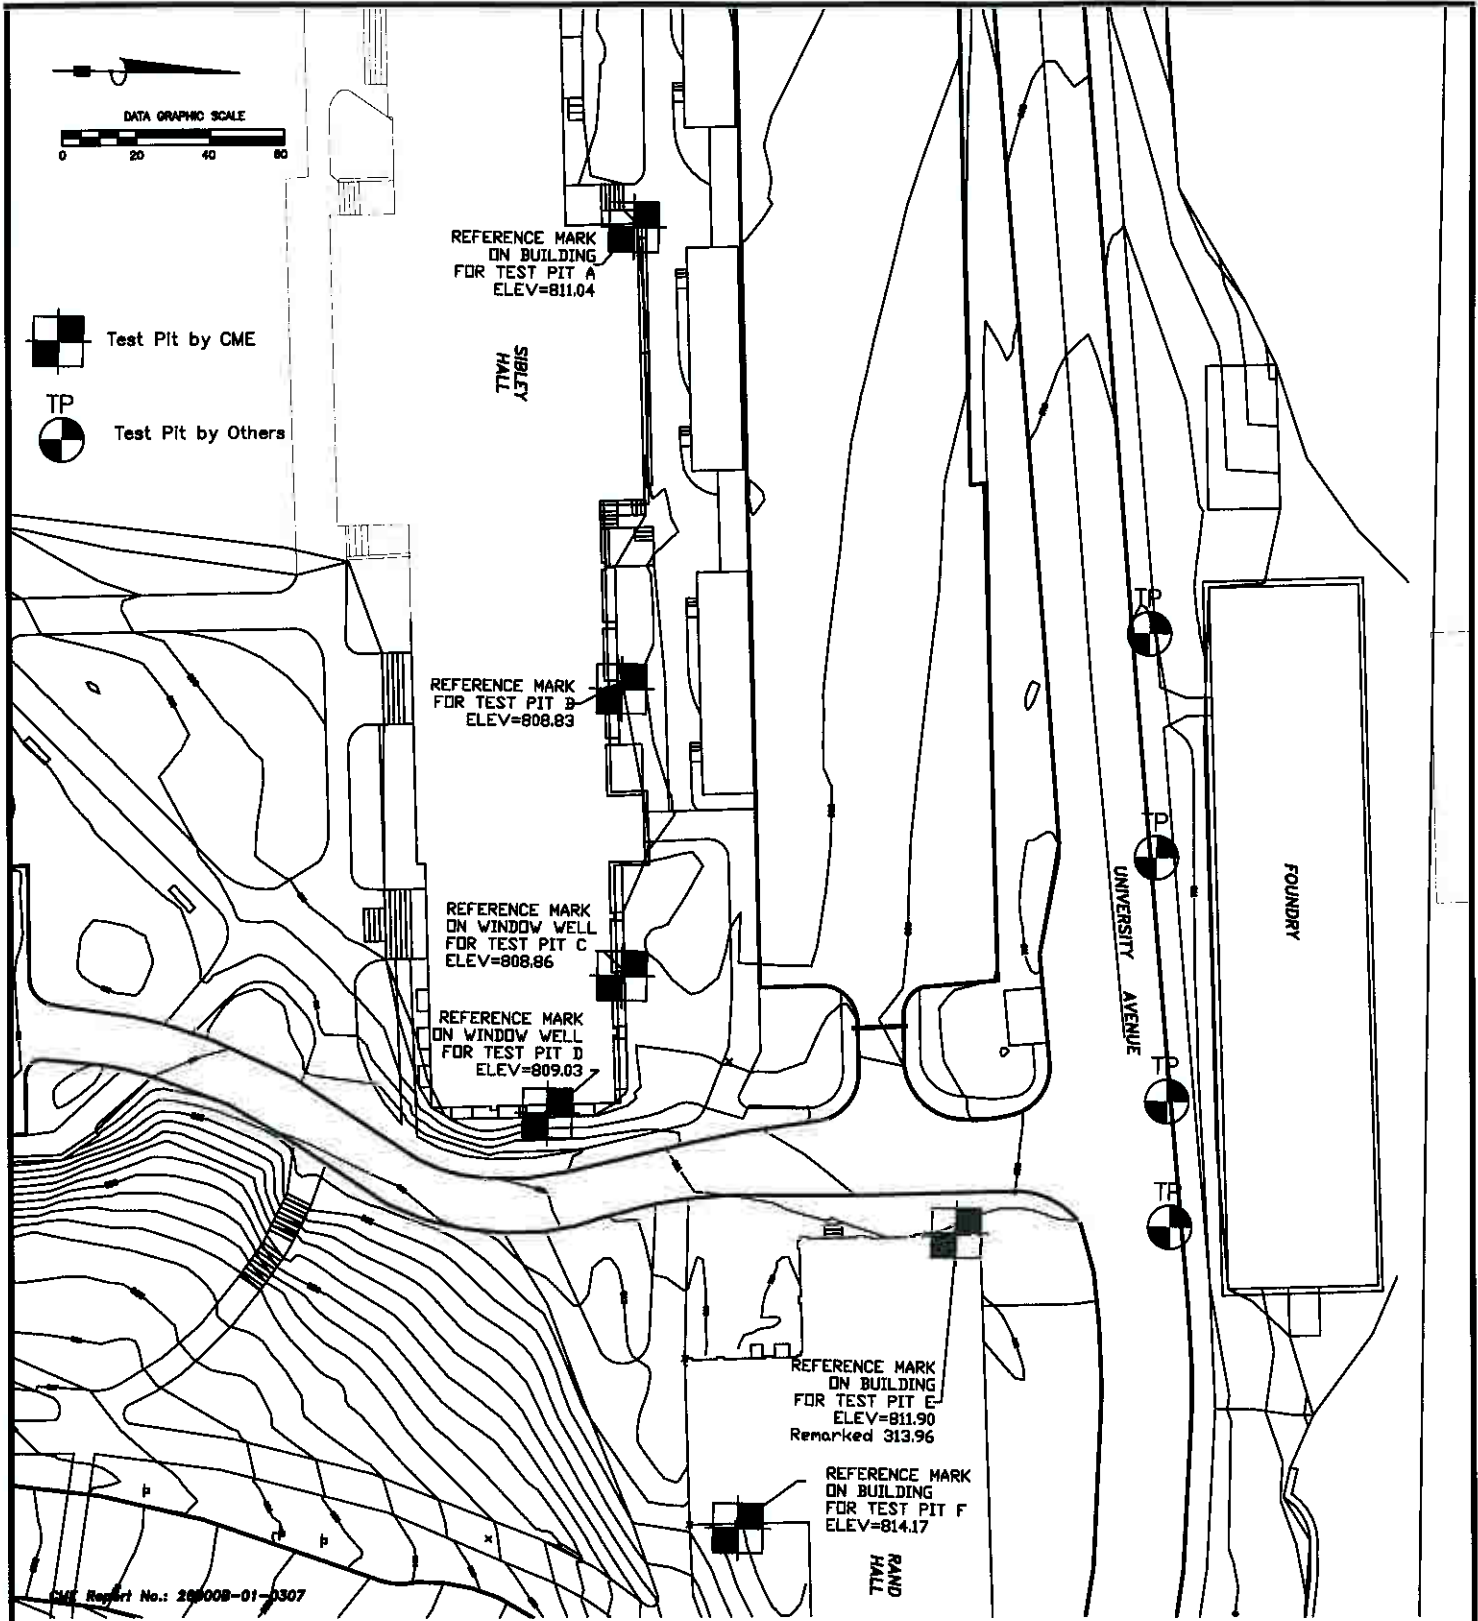 DATA GRAPHIC SCALE
0 20 40 60
REFERENCE MARK
ON BUILDING
FOR TEST PIT A
ELEV=811.04
Test Pit by CME
SIBLEY
HALL
TP
Test Pit by Others
TP
REFERENCE MARK
FOR TEST PIT B
ELEV=808.83
TP
UNIVERSITY AVENUE
FOUNDRY
REFERENCE MARK
ON WINDOW WELL
FOR TEST PIT C
ELEV=808.86
REFERENCE MARK
ON WINDOW WELL
FOR TEST PIT D
ELEV=809.03
TP
TP
REFERENCE MARK
ON BUILDING
FOR TEST PIT E
ELEV=811.90
Remarked 313.96
REFERENCE MARK
ON BUILDING
FOR TEST PIT F
ELEV=814.17
RAND
HALL
CME Report No.: